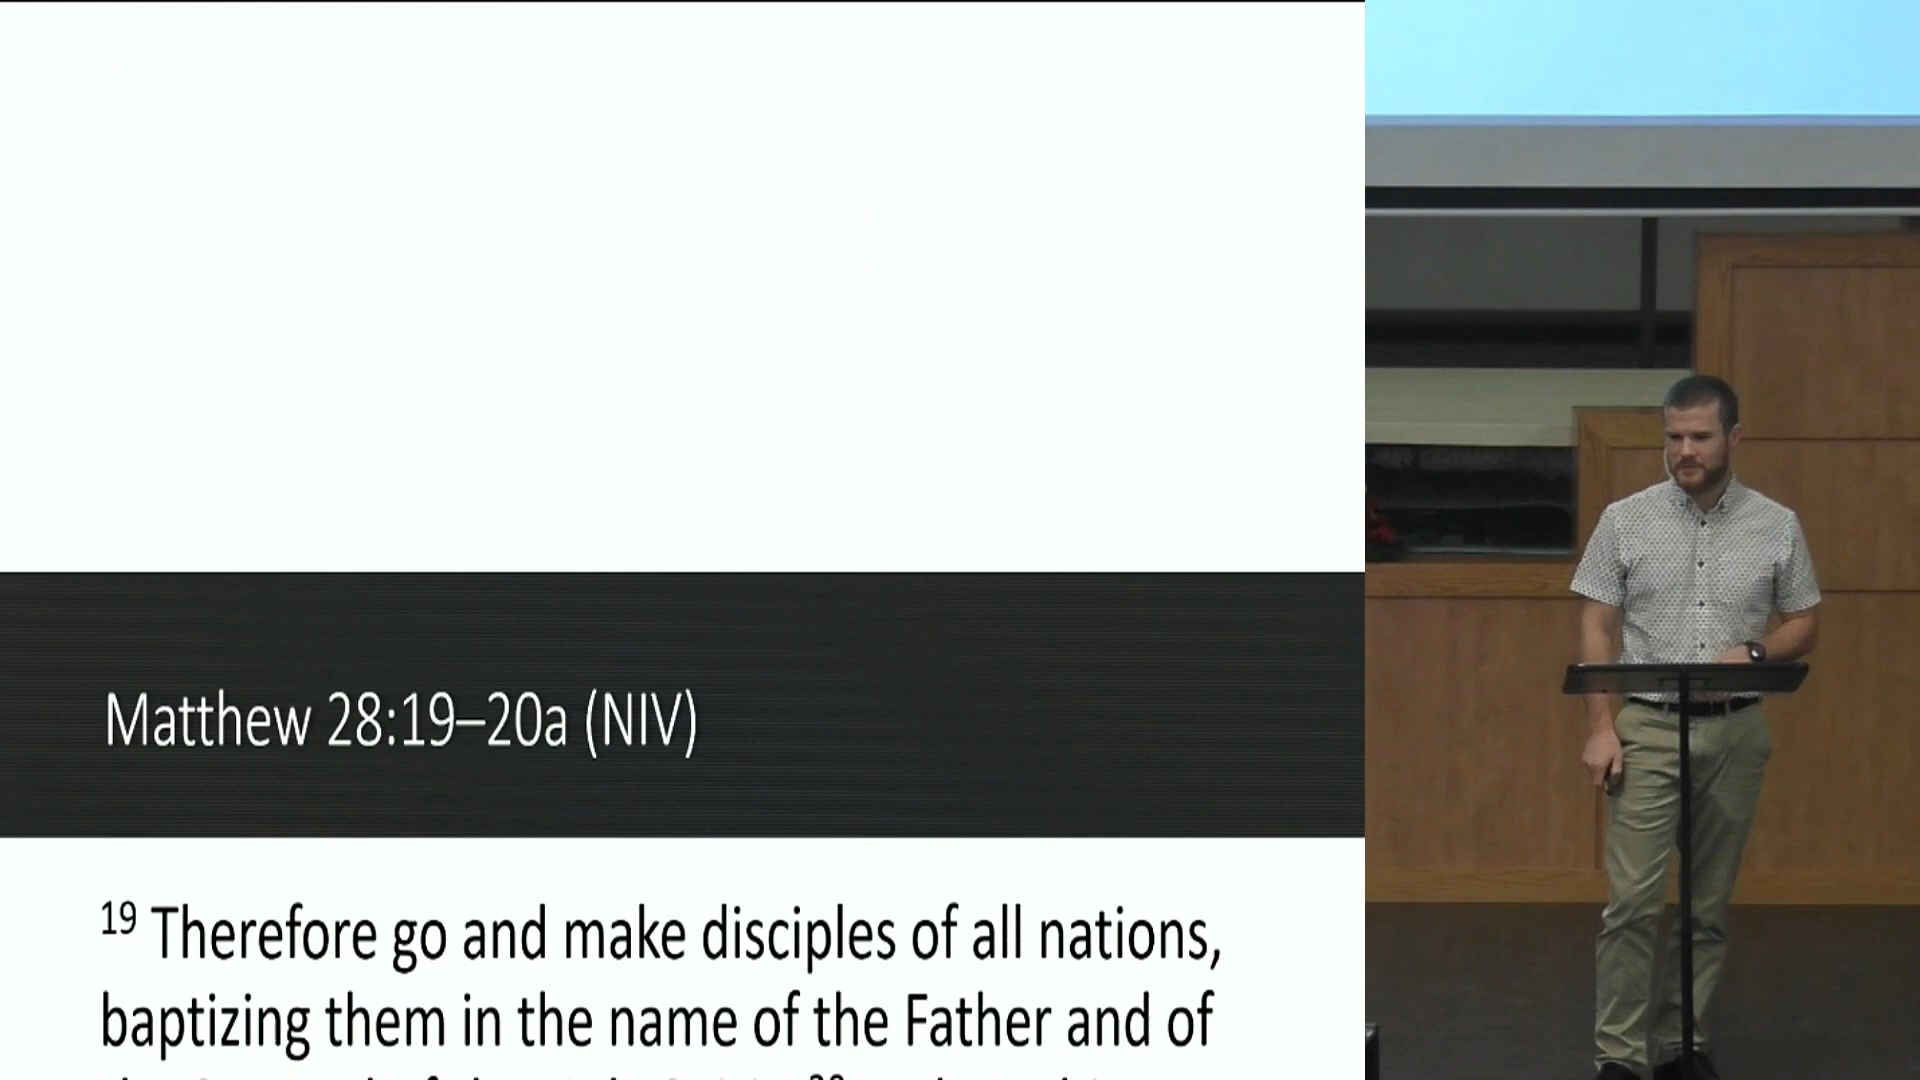 Matthew 28:19–20a (NIV)
19 Therefore go and make disciples of all nations,
baptizing them in the name of the Father and of